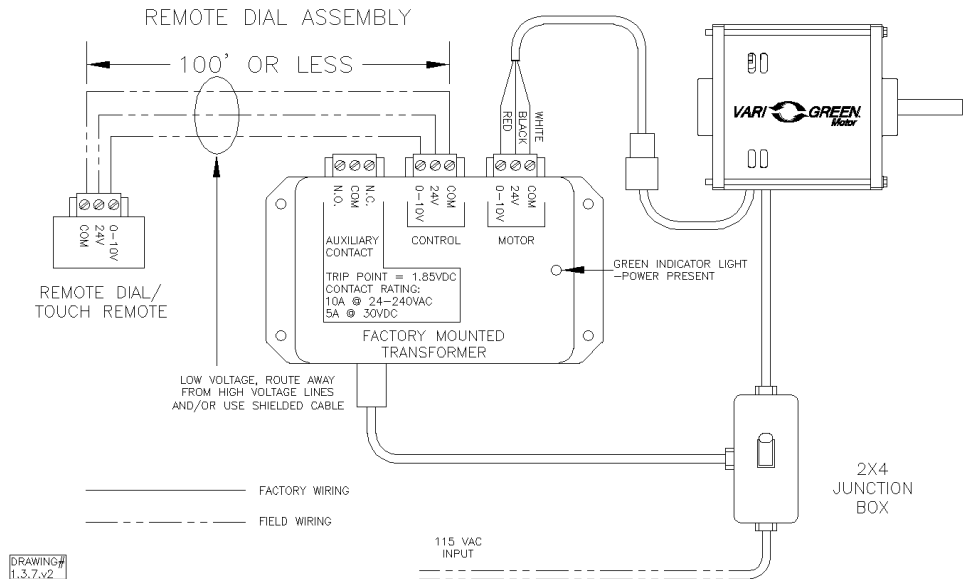 REMOTE DIAL ASSEMBLY
100' OR LESS
RED
BLACK
WHITE
VARI GREEN
Motor
N.O.
COM
N.C.
0-10V
24V
COM
0-10V
24V
COM
COM
24V
0-10V
AUXILIARY
CONTACT
CONTROL
MOTOR
TRIP POINT = 1.85VDC
CONTACT RATING:
10A @ 24-240VAC
5A @ 30VDC
GREEN INDICATOR LIGHT
-POWER PRESENT
REMOTE DIAL/
TOUCH REMOTE
FACTORY MOUNTED
TRANSFORMER
LOW VOLTAGE, ROUTE AWAY
FROM HIGH VOLTAGE LINES
AND/OR USE SHIELDED CABLE
2X4
JUNCTION
BOX
FACTORY WIRING
FIELD WIRING
115 VAC
INPUT
DRAWING#
1.3.7.v2